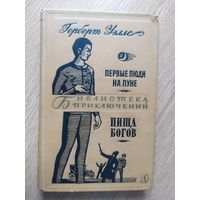 Герберт Уэллс
ПЕРВЫЕ ЛЮДИ
НА ЛУНЕ
БИБЛИОТЕКА
ПРИКЛЮЧЕНИЙ
ПИЩА
БОГОВ